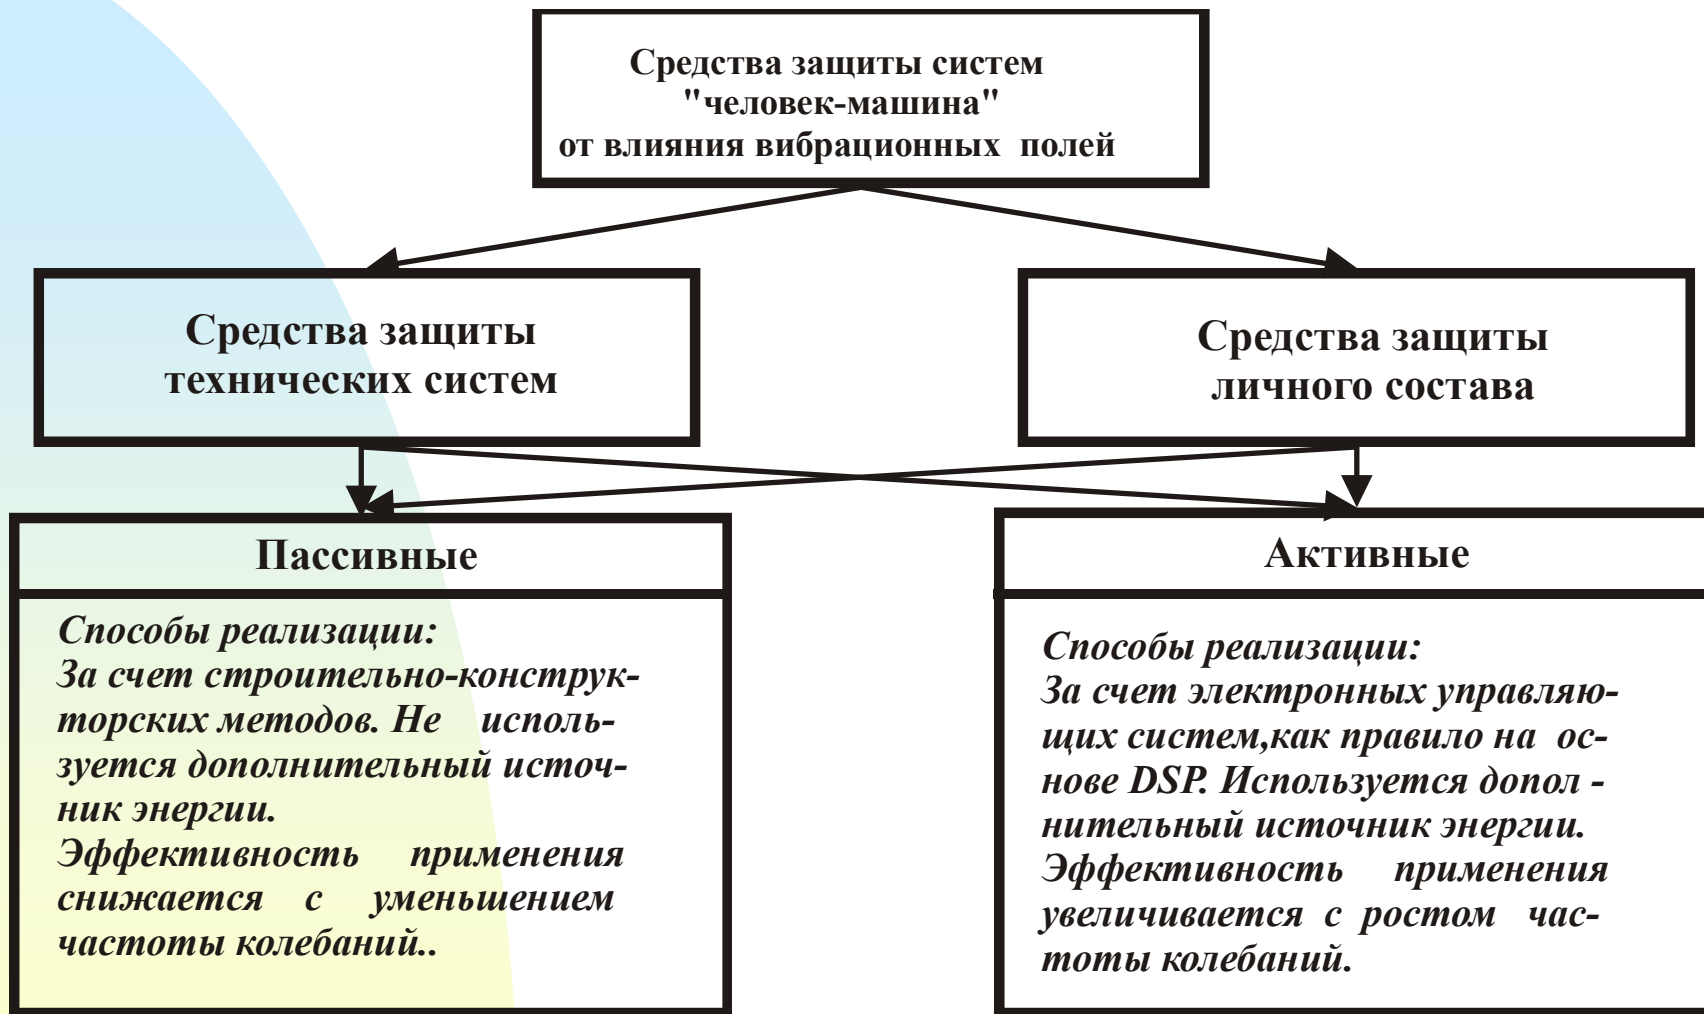 Средства защиты систем
"человек-машина"
от влияния вибрационных полей
Средства защиты
технических систем
Средства защиты
личного состава
Пассивные
Способы реализации:
За счет строительно-конструк-
торских методов. Не исполь-
зуется дополнительный источ-
ник энергии.
Эффективность применения
снижается с уменьшением
частоты колебаний..
Активные
Способы реализации:
За счет электронных управляю-
щих систем,как правило на ос-
нове DSP. Используется допол -
нительный источник энергии.
Эффективность применения
увеличивается с ростом час-
тоты колебаний.